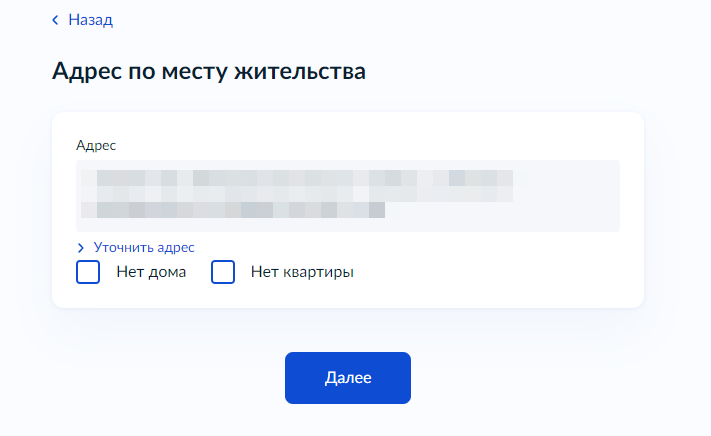 Назад
Адрес по месту жительства
Адрес
Уточнить адрес
Нет дома Нет квартиры
Далее